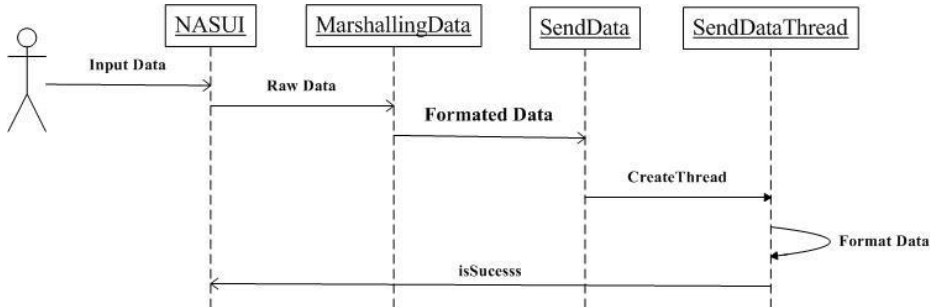 NASUI
MarshallingData
SendData
SendDataThread
Input Data
Raw Data
Formated Data
CreateThread
Format Data
isSucesss